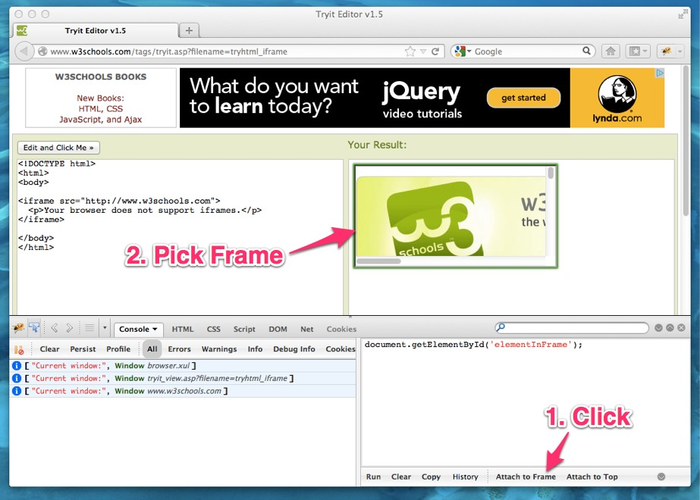 Tryit Editor v1.5
Tryit Editor v1.5
www.w3schools.com/tags/tryit.asp?filename=tryhtml_iframe
Google
W3SCHOOLS BOOKS
New Books:
HTML, CSS
JavaScript, and Ajax
What do you want
to learn today?
jQuery
video tutorials
get started
lynda.com
Edit and Click Me »
Your Result:
<!DOCTYPE html>
<html>
<body>
<iframe src="http://www.w3schools.com">
<p>Your browser does not support iframes.</p>
</iframe>
</body>
</html>
w3
schools
w3
the w
2. Pick Frame
Console
HTML
CSS
Script
DOM
Net
Cookies
Clear
Persist
Profile
All
Errors
Warnings
Info
Debug Info
Cookies
["Current window:", Window browser.xul]
["Current window:", Window tryit_view.asp?filename=tryhtml_iframe]
["Current window:", Window www.w3schools.com]
document.getElementById('elementInFrame');
1. Click
Run
Clear
Copy
History
Attach to Frame
Attach to Top